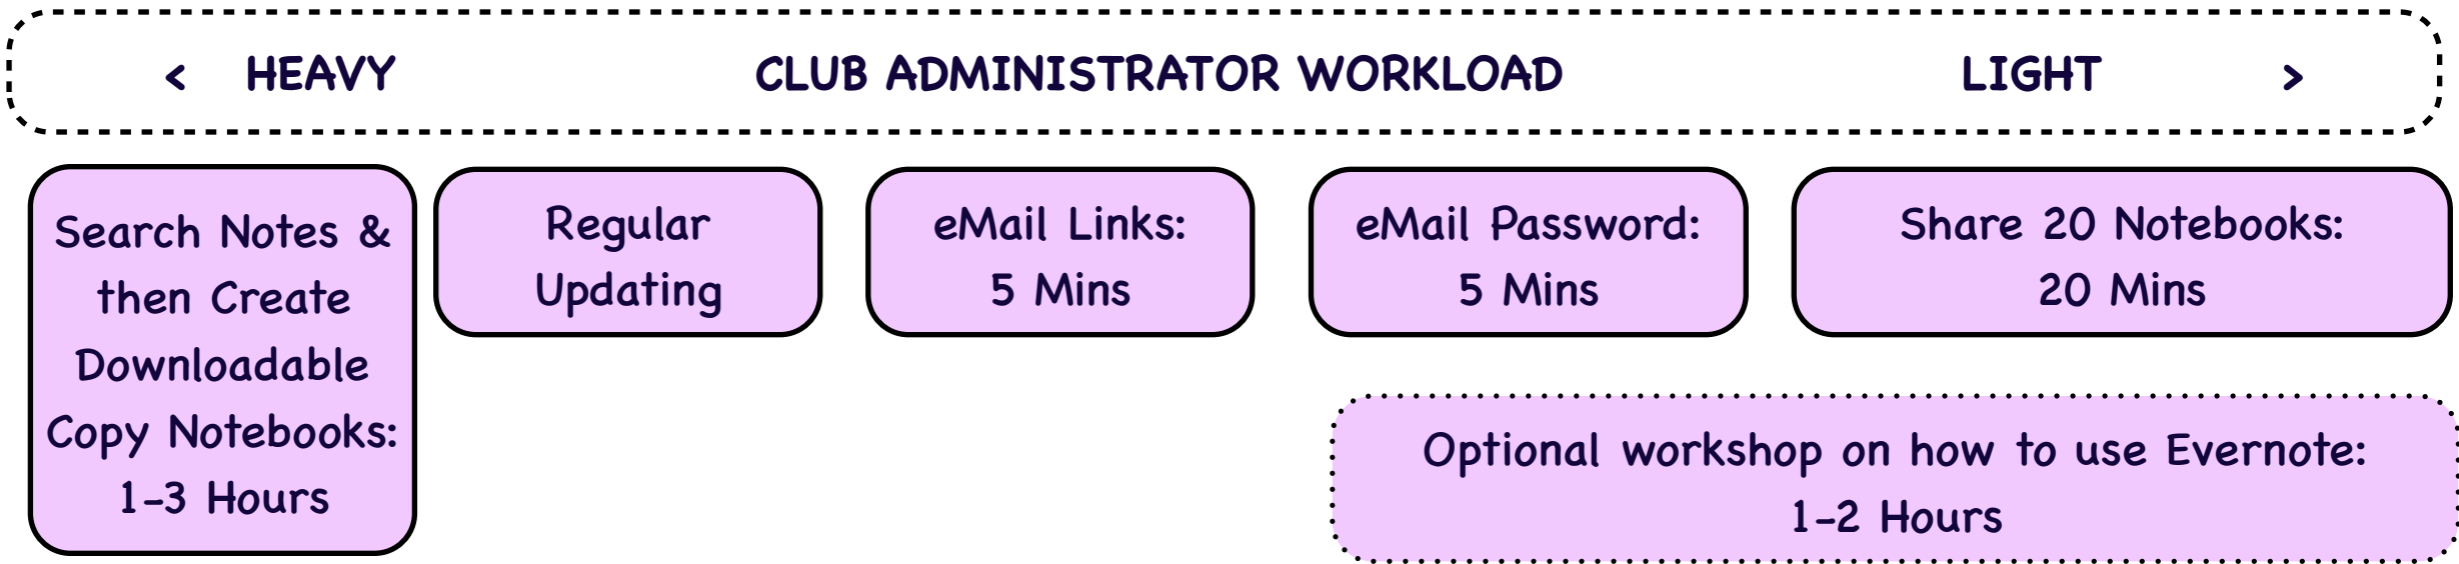 < HEAVY CLUB ADMINISTRATOR WORKLOAD LIGHT >
Search Notes &
then Create
Downloadable
Copy Notebooks:
1-3 Hours
Regular
Updating
eMail Links:
5 Mins
eMail Password:
5 Mins
Share 20 Notebooks:
20 Mins
Optional workshop on how to use Evernote:
1-2 Hours